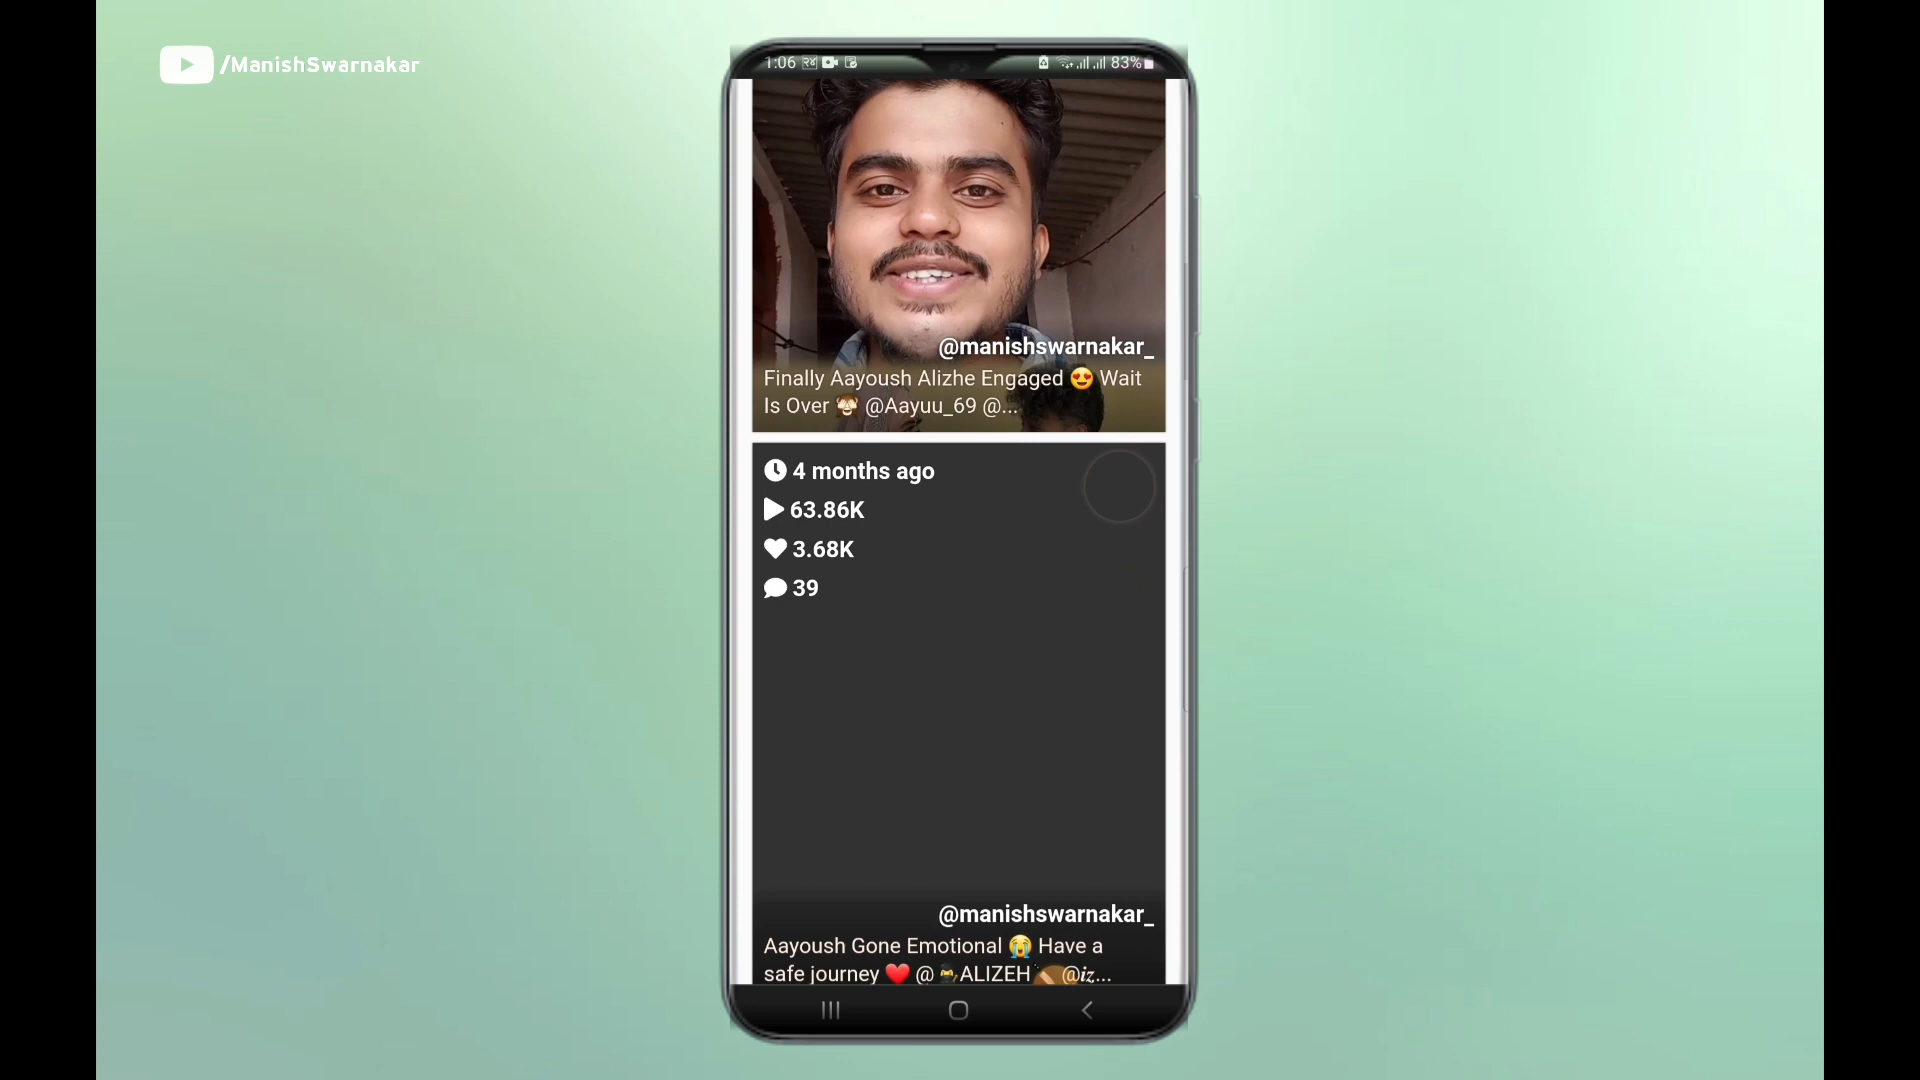 /ManishSwarnakar
1:06 83%
@manishswarnakar_
Finally Aayoush Alizhe Engaged 😍 Wait
Is Over 🙈 @Aayuu_69 @...
4 months ago
63.86K
3.68K
39
@manishswarnakar_
Aayoush Gone Emotional 😭 Have a
safe journey ❤️ @ ALIZEH @𝒊𝒛...